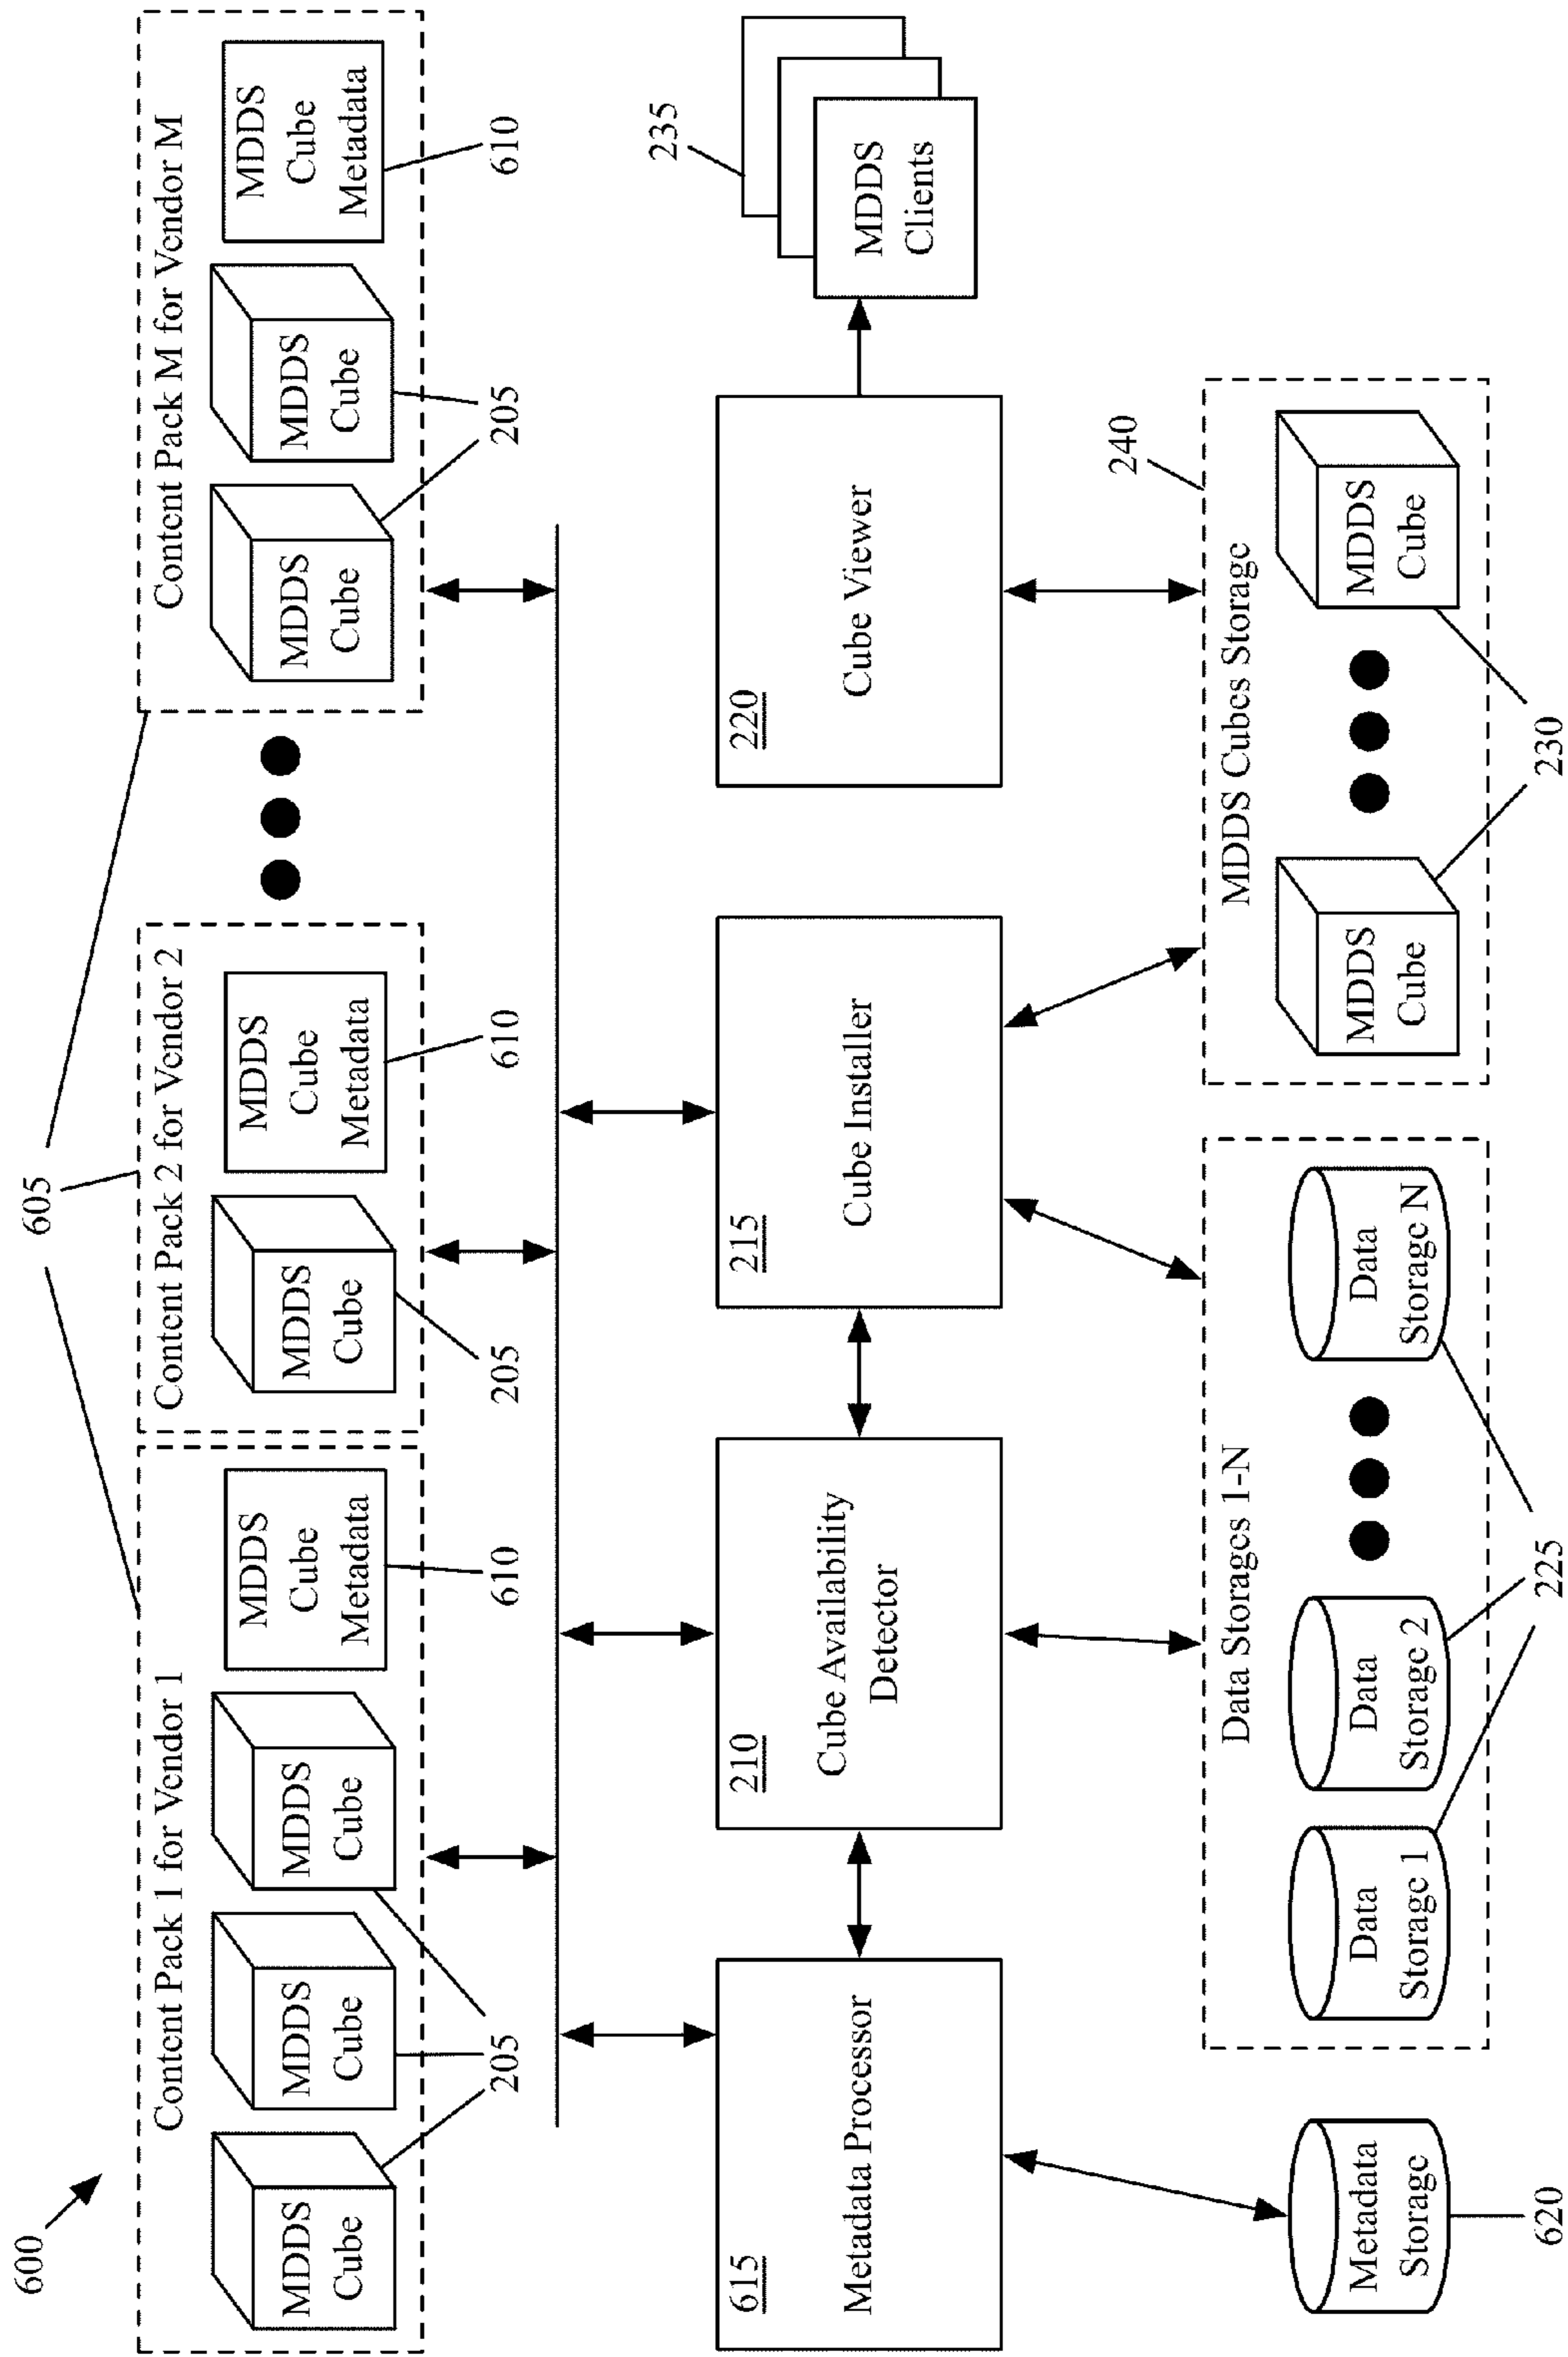 600
605
Content Pack 1 for Vendor 1
MDDS
Cube
MDDS
Cube
MDDS
Cube
MDDS
Cube
Metadata
205
610
Content Pack 2 for Vendor 2
MDDS
Cube
MDDS
Cube
Metadata
205
610
Content Pack M for Vendor M
MDDS
Cube
MDDS
Cube
MDDS
Cube
Metadata
205
610
615
Metadata Processor
210
Cube Availability
Detector
215
Cube Installer
220
Cube Viewer
235
MDDS
Clients
Metadata
Storage
620
Data Storages 1-N
Data
Storage 1
Data
Storage 2
Data
Storage N
225
240
MDDS Cubes Storage
MDDS
Cube
MDDS
Cube
230